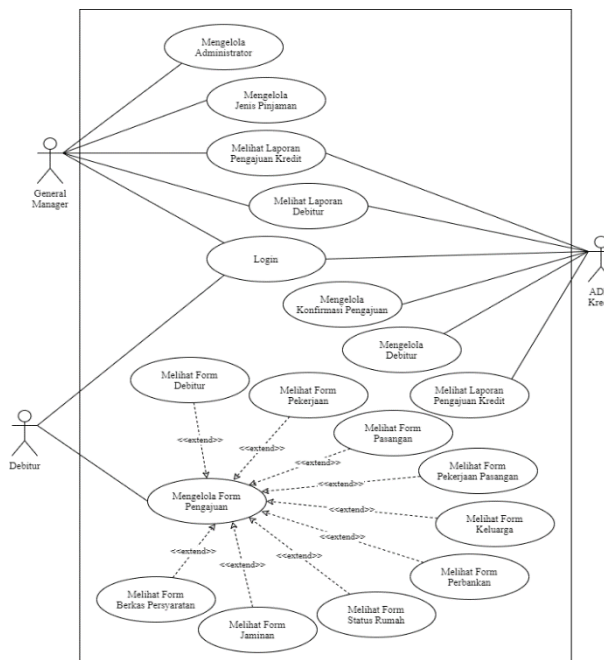 Mengelola
Administrator
Mengelola
Jenis Pinjaman
Melihat Laporan
Pengajuan Kredit
General
Manager
Melihat Laporan
Debitur
Login
Mengelola
Konfirmasi Pengajuan
Mengelola
Debitur
Melihat Laporan
Pengajuan Kredit
Melihat Form
Debitur
Melihat Form
Pekerjaan
Melihat Form
Pasangan
Debitur
<<extend>>
<<extend>>
<<extend>>
Melihat Form
Pekerjaan Pasangan
<<extend>>
Mengelola Form
Pengajuan
<<extend>>
Melihat Form
Keluarga
<<extend>>
Melihat Form
Perbankan
<<extend>>
<<extend>>
<<extend>>
Melihat Form
Berkas Persyaratan
Melihat Form
Jaminan
Melihat Form
Status Rumah